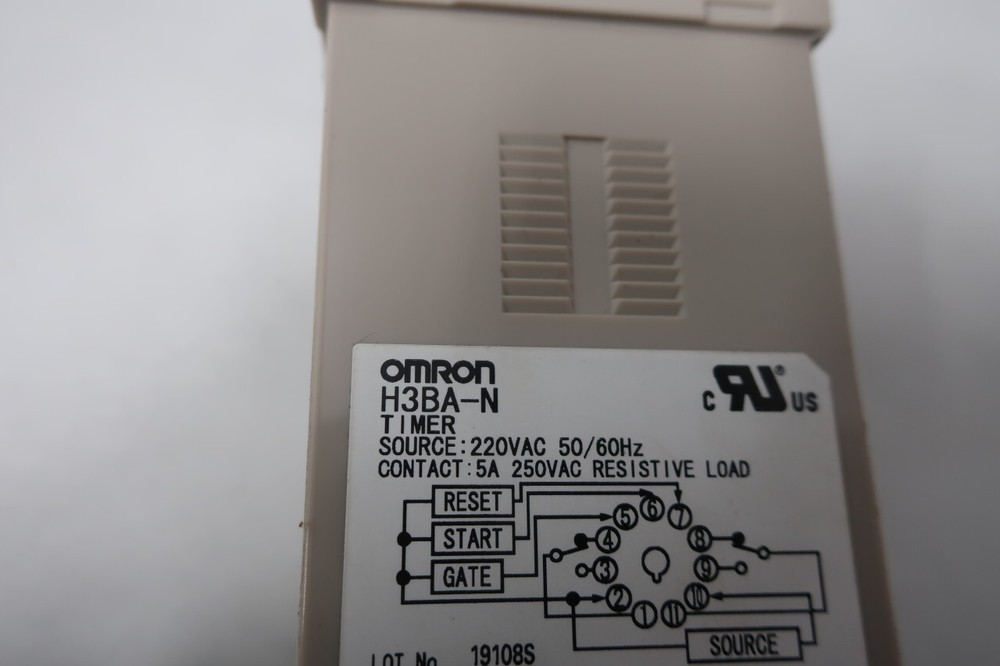 OMRON
H3BA-N
C RU® US
TIMER
SOURCE:220VAC 50/60Hz
CONTACT:5A 250VAC RESISTIVE LOAD
RESET
START
GATE
⑤ ⑥ ⑦
④ ⑧
③ ⑨
② ⑩
① ⑪
SOURCE
LOT No. 19108S